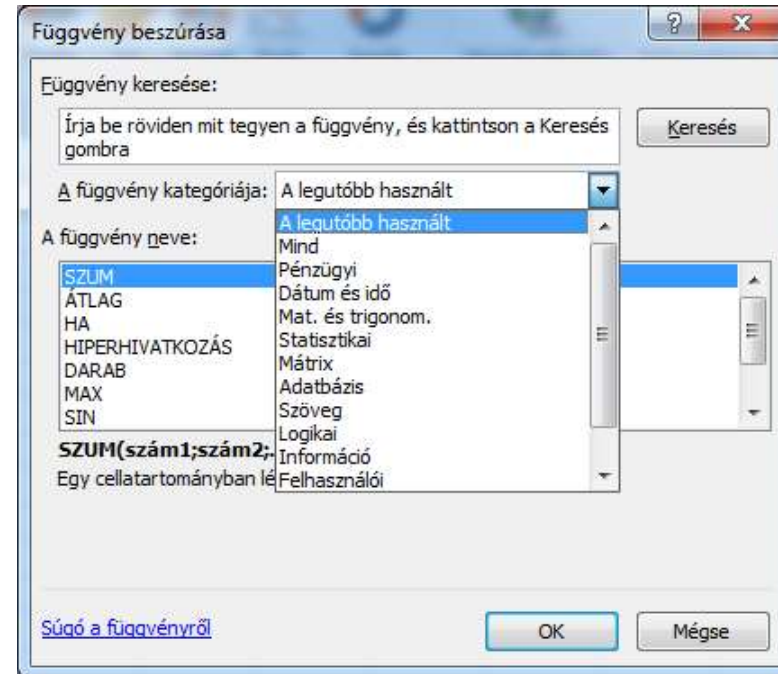 Függvény beszúrása
Függvény keresése:
Írja be röviden mit tegyen a függvény, és kattintson a Keresés
gombra
Keresés
A függvény kategóriája:
A legutóbb használt
A legutóbb használt
Mind
Pénzügyi
Dátum és idő
Mat. és trigonom.
Statisztikai
Mátrix
Adatbázis
Szöveg
Logikai
Információ
Felhasználói
A függvény neve:
SZUM
ÁTLAG
HA
HIPERHIVATKOZÁS
DARAB
MAX
SIN
SZUM(szám1;szám2;.
Egy cellatartományban lé
Súgó a függvényről
OK
Mégse